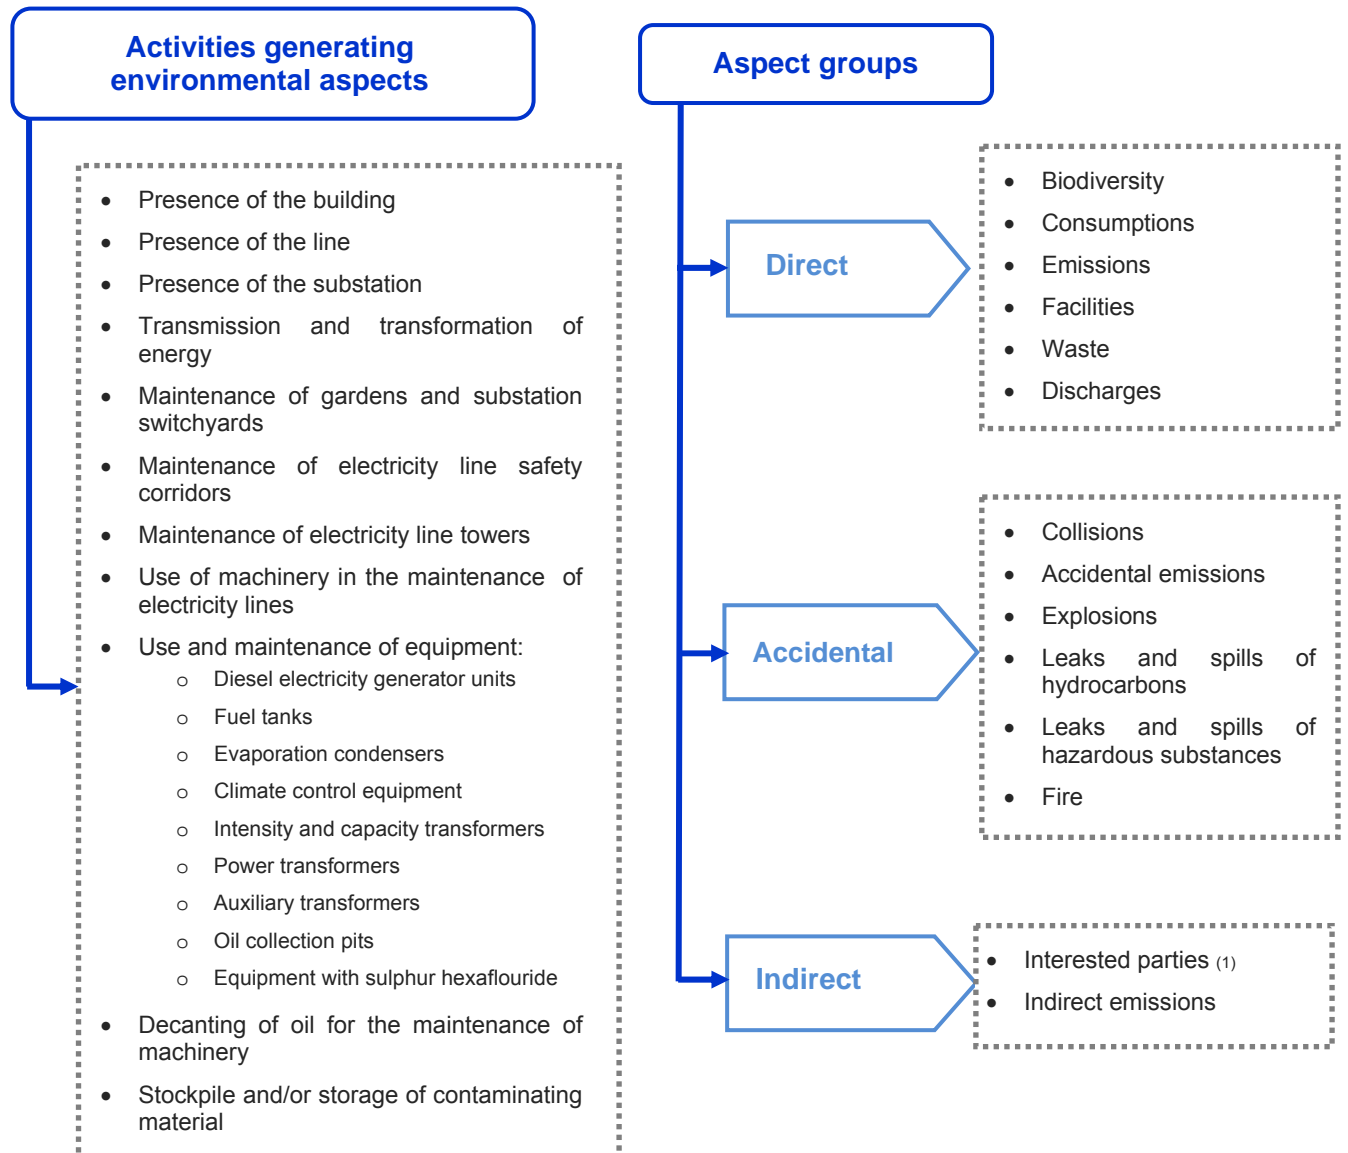 Activities generating
environmental aspects
Presence of the building
Presence of the line
Presence of the substation
Transmission and transformation of
energy
Maintenance of gardens and substation
switchyards
Maintenance of electricity line safety
corridors
Maintenance of electricity line towers
Use of machinery in the maintenance of
electricity lines
Use and maintenance of equipment:
Diesel electricity generator units
Fuel tanks
Evaporation condensers
Climate control equipment
Intensity and capacity transformers
Power transformers
Auxiliary transformers
Oil collection pits
Equipment with sulphur hexaflouride
Decanting of oil for the maintenance of
machinery
Stockpile and/or storage of contaminating
material
Aspect groups
Direct
Biodiversity
Consumptions
Emissions
Facilities
Waste
Discharges
Accidental
Collisions
Accidental emissions
Explosions
Leaks and spills of
hydrocarbons
Leaks and spills of
hazardous substances
Fire
Indirect
Interested parties (1)
Indirect emissions